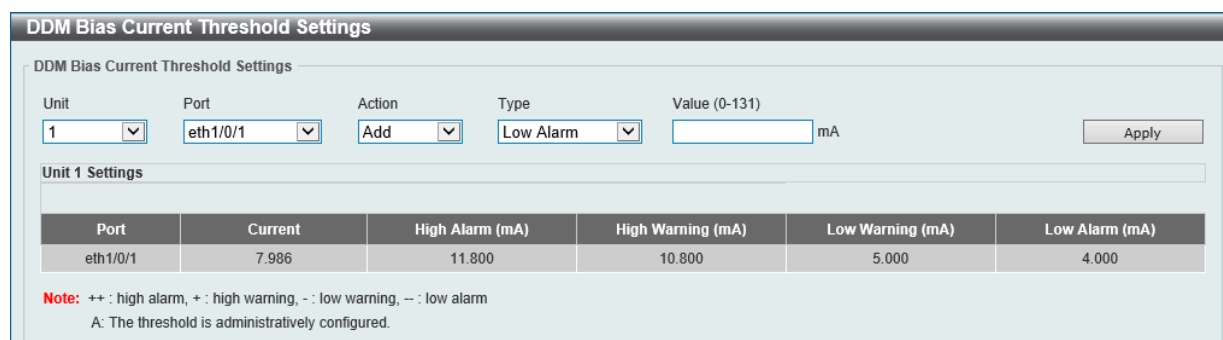 DDM Bias Current Threshold Settings
DDM Bias Current Threshold Settings
Unit Port Action Type Value (0-131)
1 eth1/0/1 Add Low Alarm mA Apply
Unit 1 Settings
Port Current High Alarm (mA) High Warning (mA) Low Warning (mA) Low Alarm (mA)
eth1/0/1 7.986 11.800 10.800 5.000 4.000
Note: ++ : high alarm, + : high warning, - : low warning, -- : low alarm
A: The threshold is administratively configured.